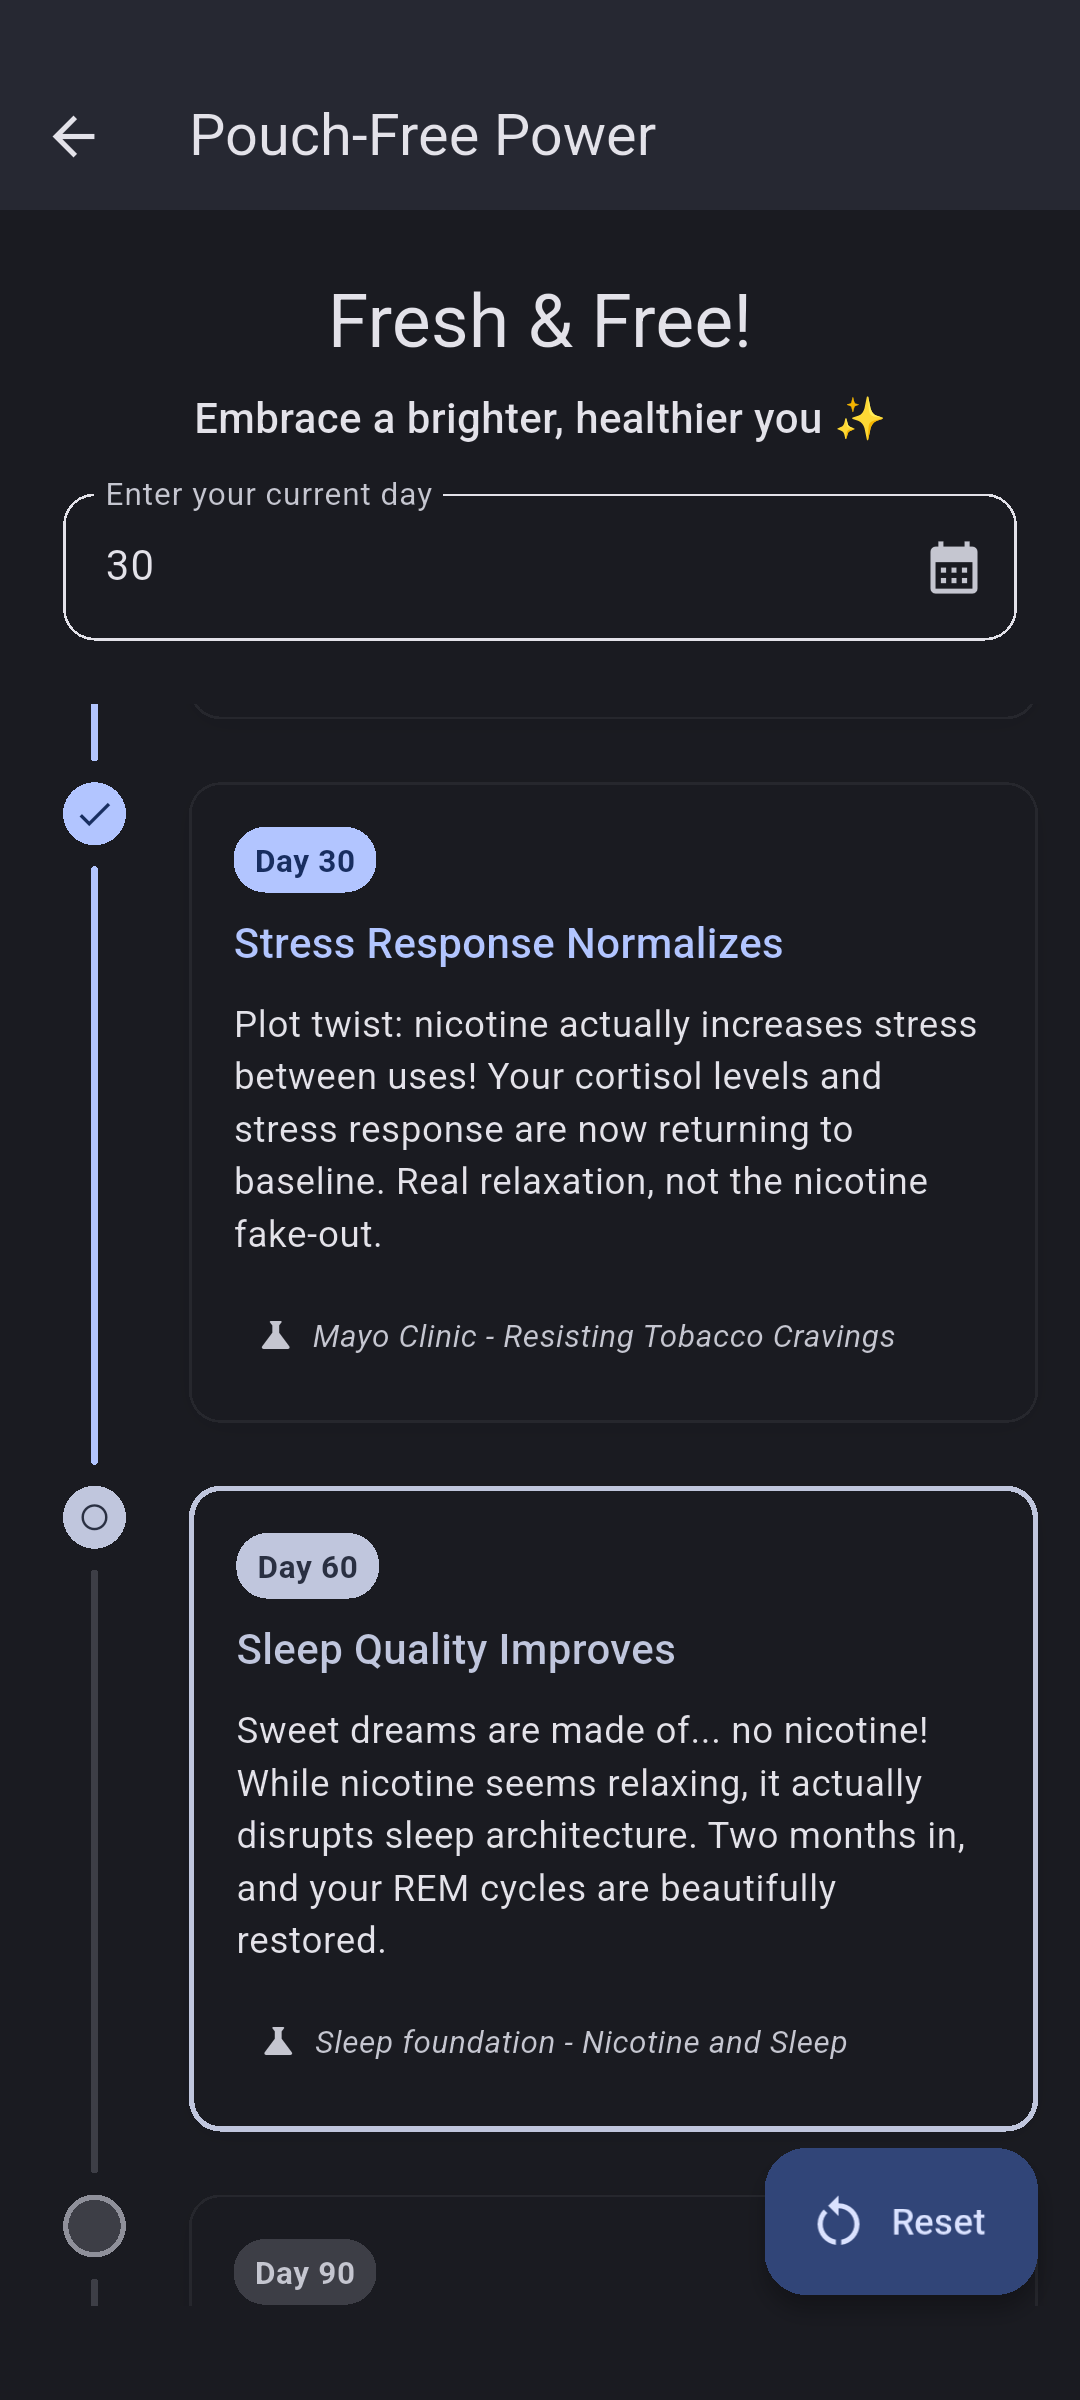 Pouch-Free Power
Fresh & Free!
Embrace a brighter, healthier you ✨
Enter your current day
30
Day 30
Stress Response Normalizes
Plot twist: nicotine actually increases stress
between uses! Your cortisol levels and
stress response are now returning to
baseline. Real relaxation, not the nicotine
fake-out.
Mayo Clinic - Resisting Tobacco Cravings
Day 60
Sleep Quality Improves
Sweet dreams are made of... no nicotine!
While nicotine seems relaxing, it actually
disrupts sleep architecture. Two months in,
and your REM cycles are beautifully
restored.
Sleep foundation - Nicotine and Sleep
Reset
Day 90